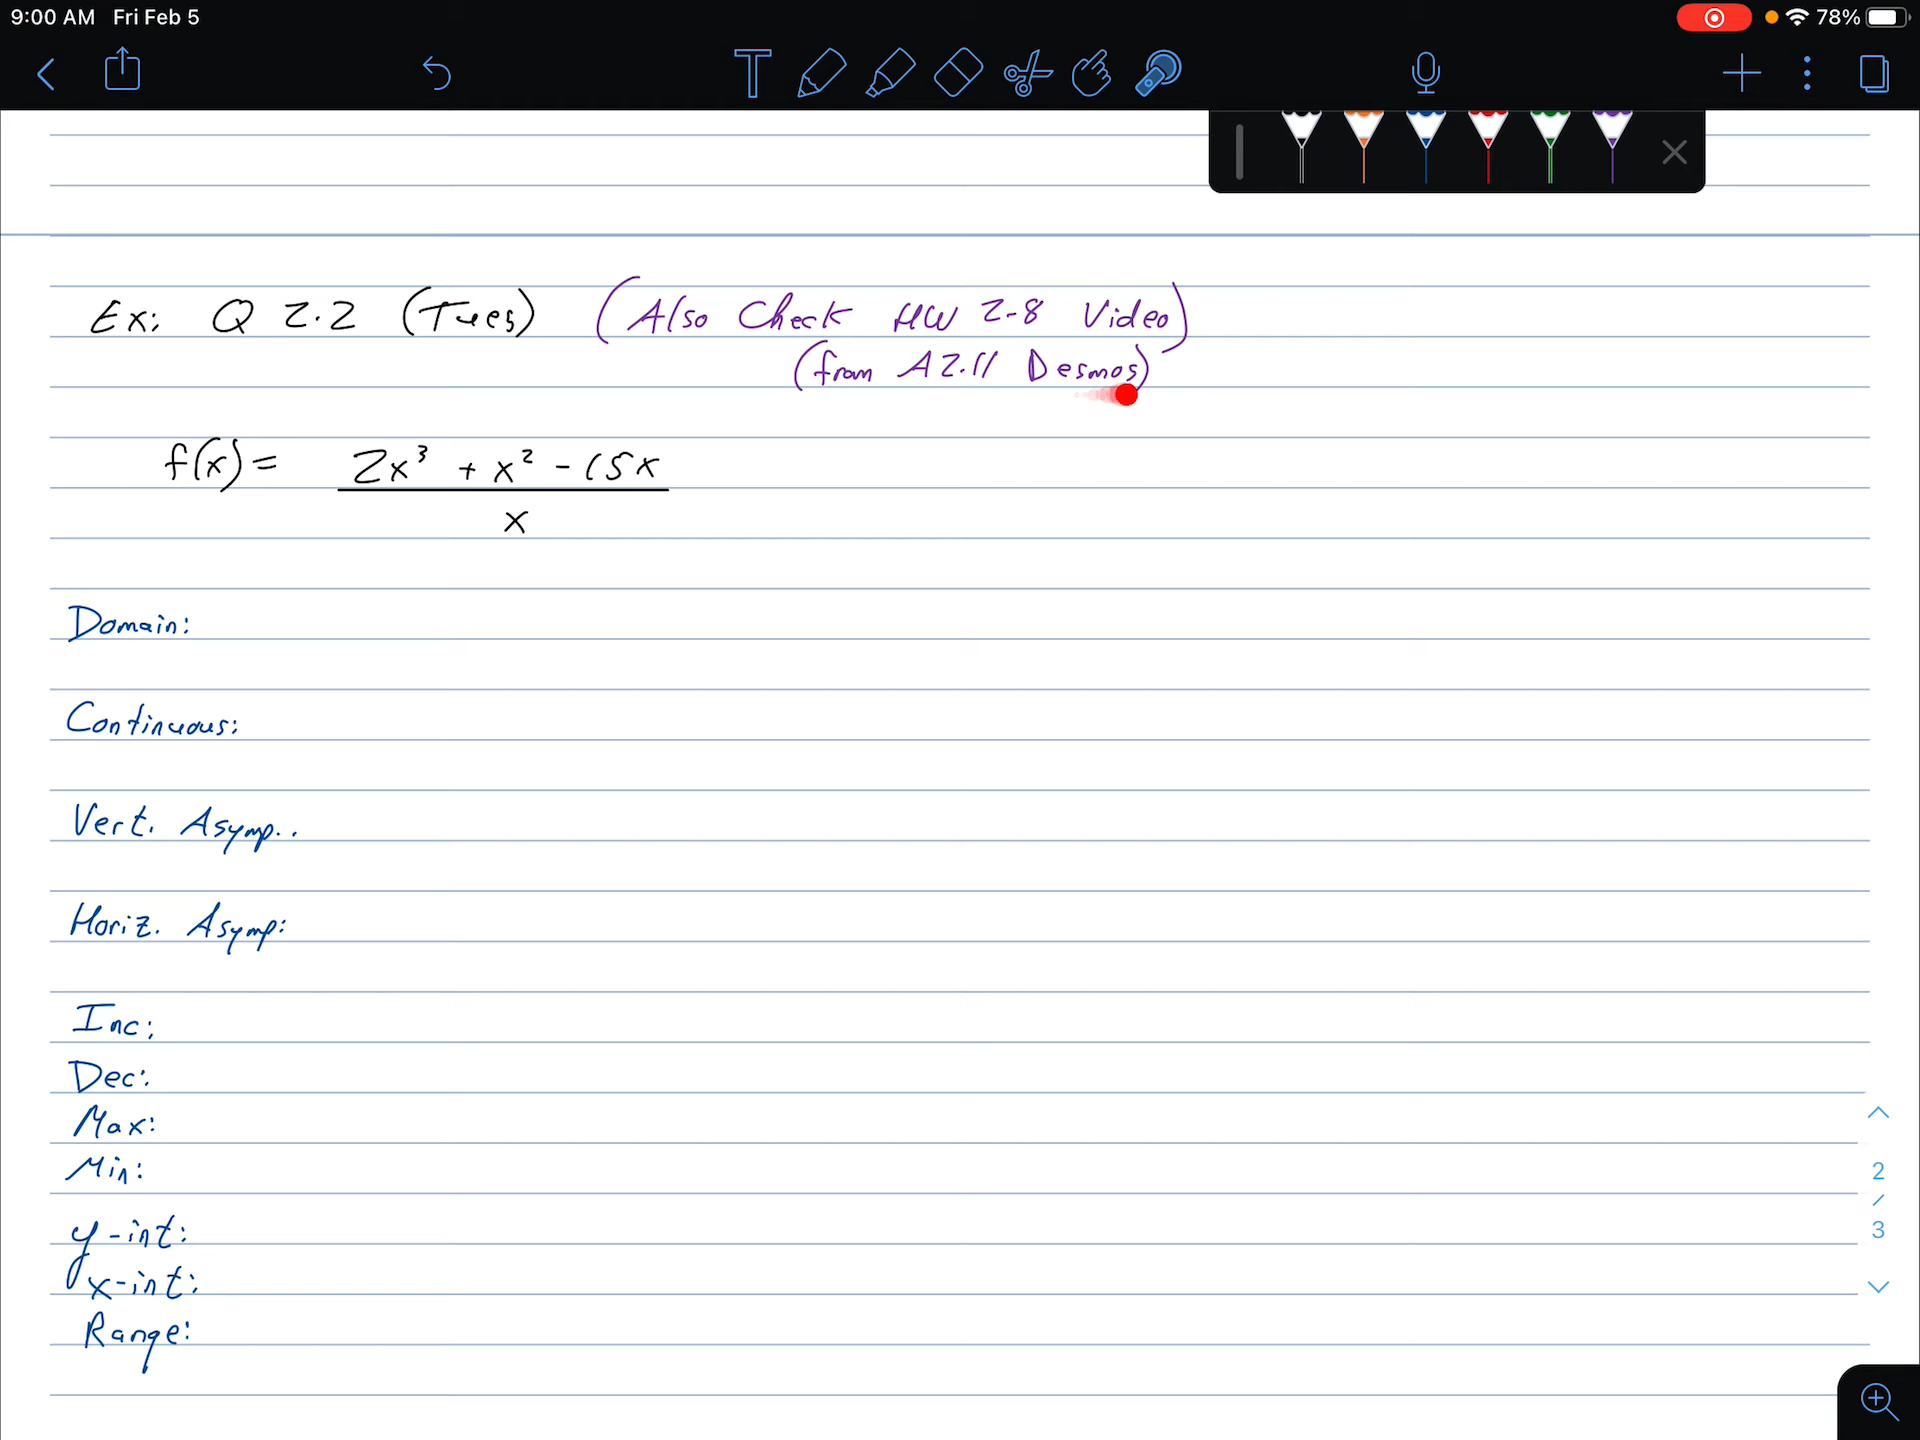 9:00 AM Fri Feb 5
78%
Ex: Q 2.2 (Tues) (Also Check HW 2-8 Video)
(from A2.11 Desmos)
f(x) = 2x³ + x² - 15x
x
Domain:
Continuous:
Vert. Asymp..
Horiz. Asymp:
Inc:
Dec:
Max:
Min:
y-int:
x-int:
Range:
2
/
3